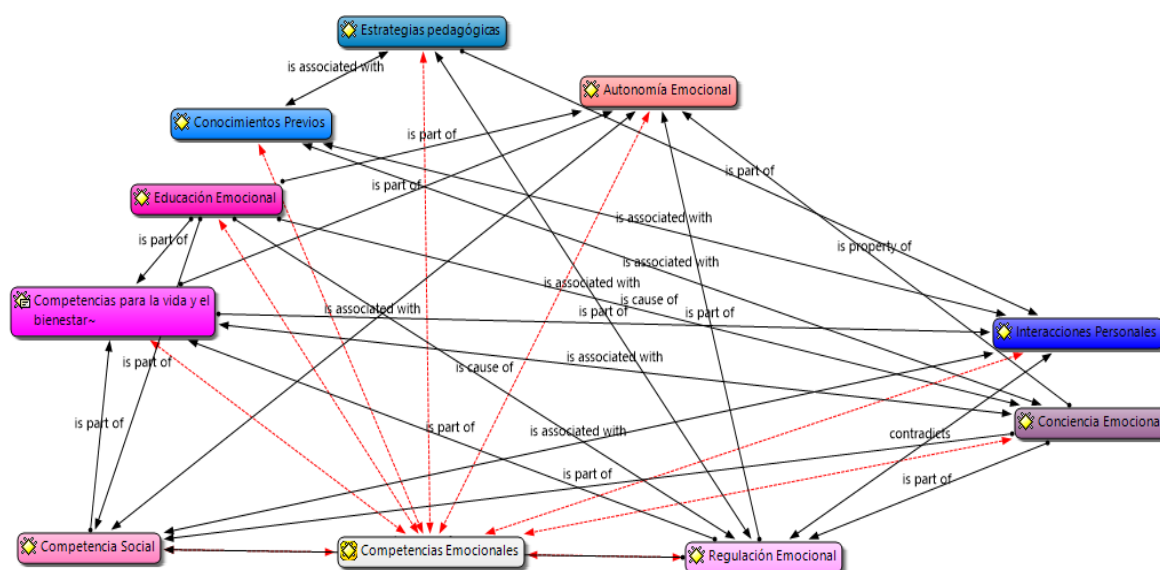 Estrategias pedagógicas
is associated with
Autonomía Emocional
Conocimientos Previos
is part of
is part of
is part of
Educación Emocional
is associated with
is part of
is property of
is associated with
is associated with
Competencias para la vida y el
bienestar~
is associated with
is cause of
is part of
is part of
Interacciones Personales
is part of
is associated with
is cause of
is part of
Conciencia Emocional
is part of
is associated with
contradicts
is part of
is part of
Competencia Social
Competencias Emocionales
Regulación Emocional